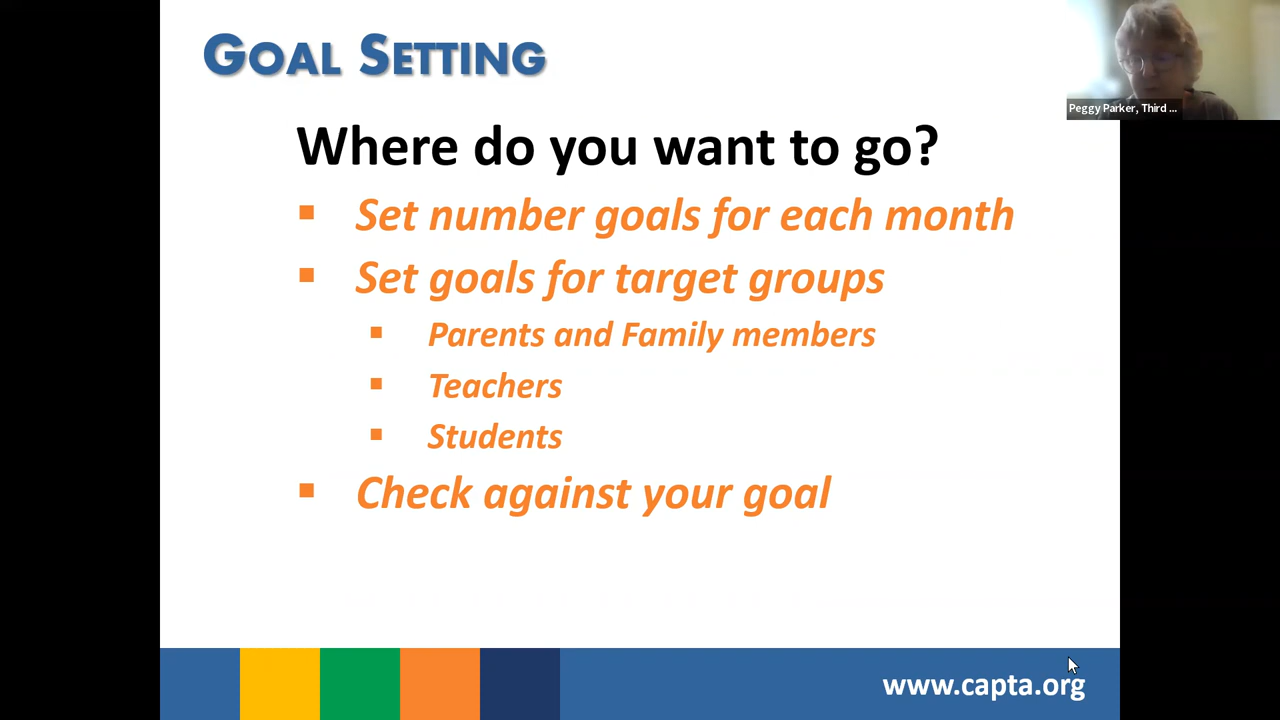 GOAL SETTING
Peggy Parker, Third ...
Where do you want to go?
Set number goals for each month
Set goals for target groups
Parents and Family members
Teachers
Students
Check against your goal
www.capta.org